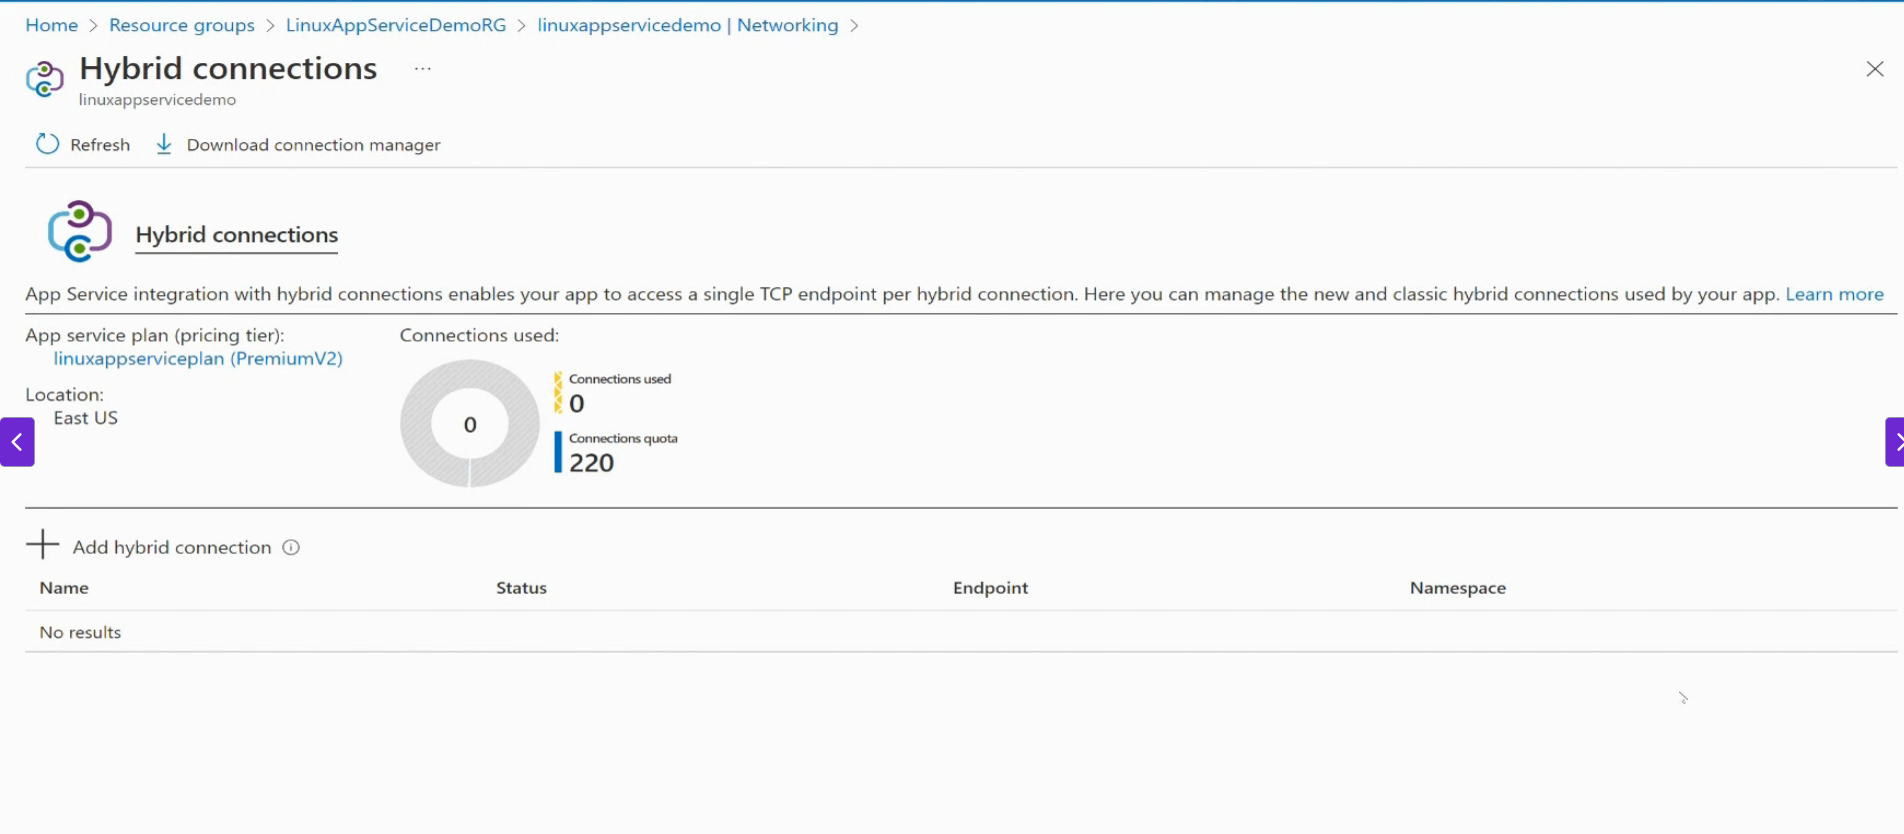 Home > Resource groups > LinuxAppServiceDemoRG > linuxappservicedemo | Networking >
Hybrid connections ...
linuxappservicedemo
Refresh Download connection manager
Hybrid connections
App Service integration with hybrid connections enables your app to access a single TCP endpoint per hybrid connection. Here you can manage the new and classic hybrid connections used by your app. Learn more
App service plan (pricing tier):
linuxappserviceplan (PremiumV2)
Location:
East US
Connections used:
0
Connections used
0
Connections quota
220
Add hybrid connection
Name Status Endpoint Namespace
No results